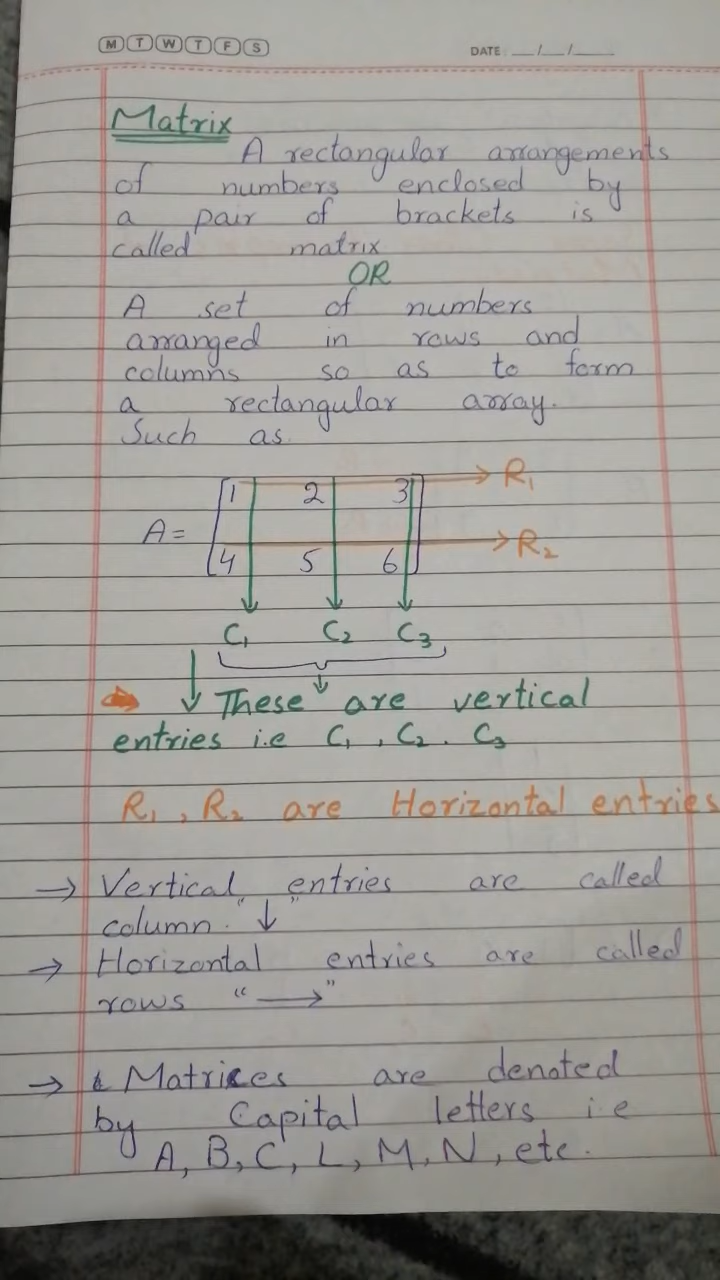 M T W T F S
DATE __/__/____
Matrix
A rectangular arrangements
of numbers enclosed by
a pair of brackets is
called matrix
OR
A set of numbers
arranged in rows and
columns so as to form
a rectangular array.
Such as
1 2 3 → R₁
A = [
4 5 6 ] → R₂
C₁ C₂ C₃
↓ These are vertical
entries i.e C₁ , C₂ . C₃
R₁ , R₂ are Horizontal entries
→ Vertical entries are called
column. "↓"
→ Horizontal entries are called
rows "→"
→ Matrices are denoted
by Capital letters i.e
A, B, C, L, M, N, etc.